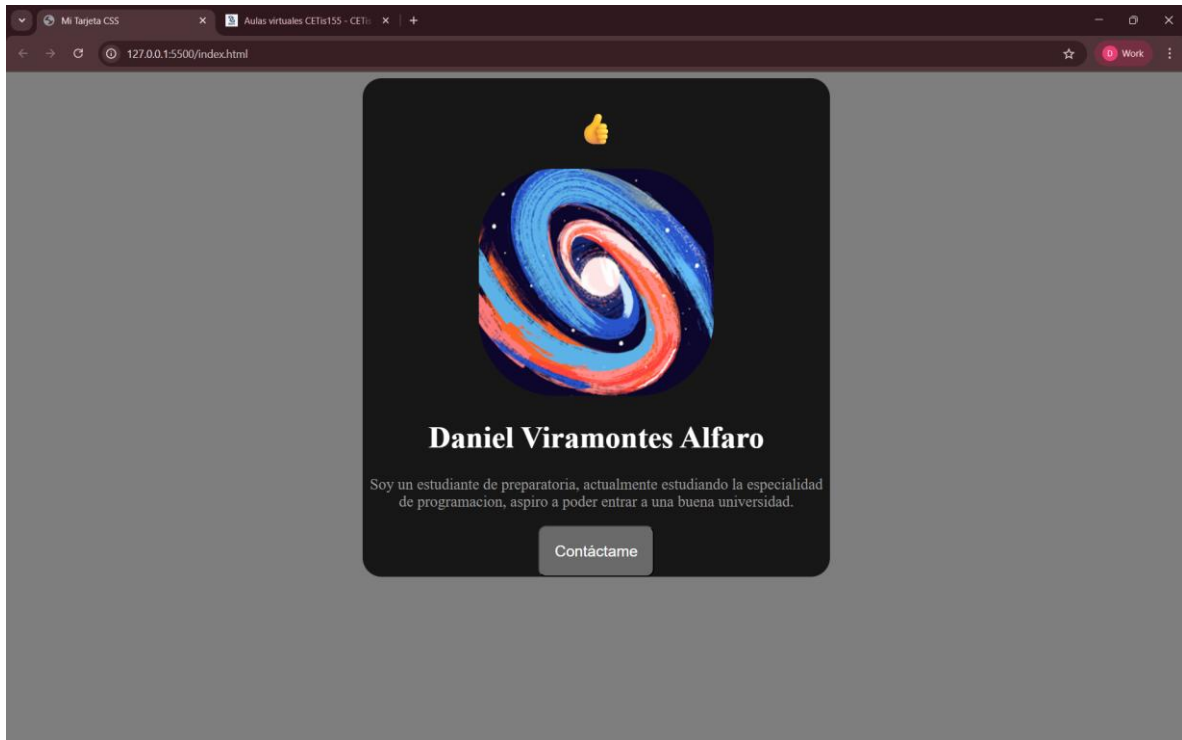 Mi Tarjeta CSS
Aulas virtuales CETis155 - CETi
127.0.0.1:5500/index.html
D Work
Daniel Viramontes Alfaro
Soy un estudiante de preparatoria, actualmente estudiando la especialidad
de programacion, aspiro a poder entrar a una buena universidad.
Contáctame